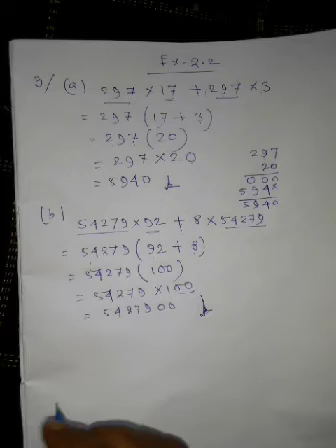 Ex-2.2
3/ (a) 297 × 17 + 297 × 3
= 297 (17 + 3)
= 297 (20)
= 297 × 20
= 5940
297
20
000
594×
5940
(b) 54279 × 92 + 8 × 54279
= 54279 (92 + 8)
= 54279 (100)
= 54279 × 100
= 5427900